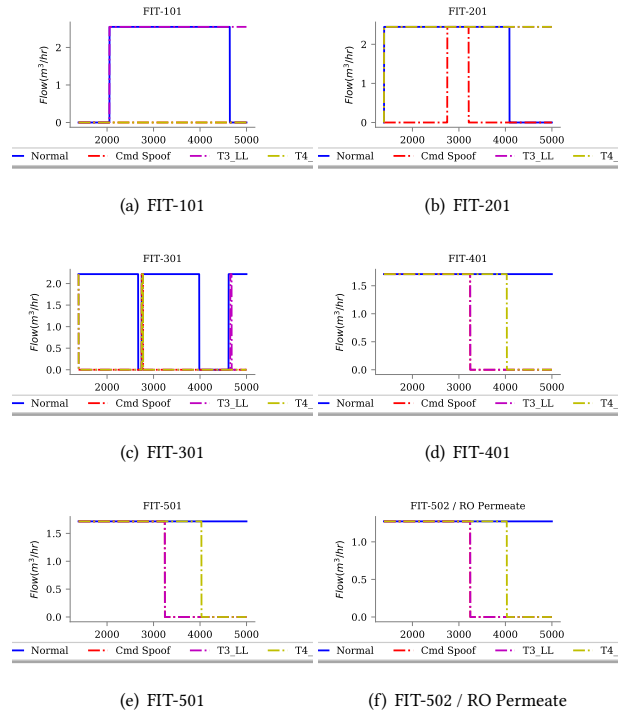 FIT-101
Flow(m³/hr)
2
1
0
2000 3000 4000 5000
Normal Cmd Spoof T3_LL T4_
(a) FIT-101
FIT-201
Flow(m³/hr)
2
1
0
2000 3000 4000 5000
Normal Cmd Spoof T3_LL T4_
(b) FIT-201
FIT-301
Flow(m³/hr)
2.0
1.5
1.0
0.5
0.0
2000 3000 4000 5000
Normal Cmd Spoof T3_LL T4_
(c) FIT-301
FIT-401
Flow(m³/hr)
1.5
1.0
0.5
0.0
2000 3000 4000 5000
Normal Cmd Spoof T3_LL T4_
(d) FIT-401
FIT-501
Flow(m³/hr)
1.5
1.0
0.5
0.0
2000 3000 4000 5000
Normal Cmd Spoof T3_LL T4_
(e) FIT-501
FIT-502 / RO Permeate
Flow(m³/hr)
1.0
0.5
0.0
2000 3000 4000 5000
Normal Cmd Spoof T3_LL T4_
(f) FIT-502 / RO Permeate